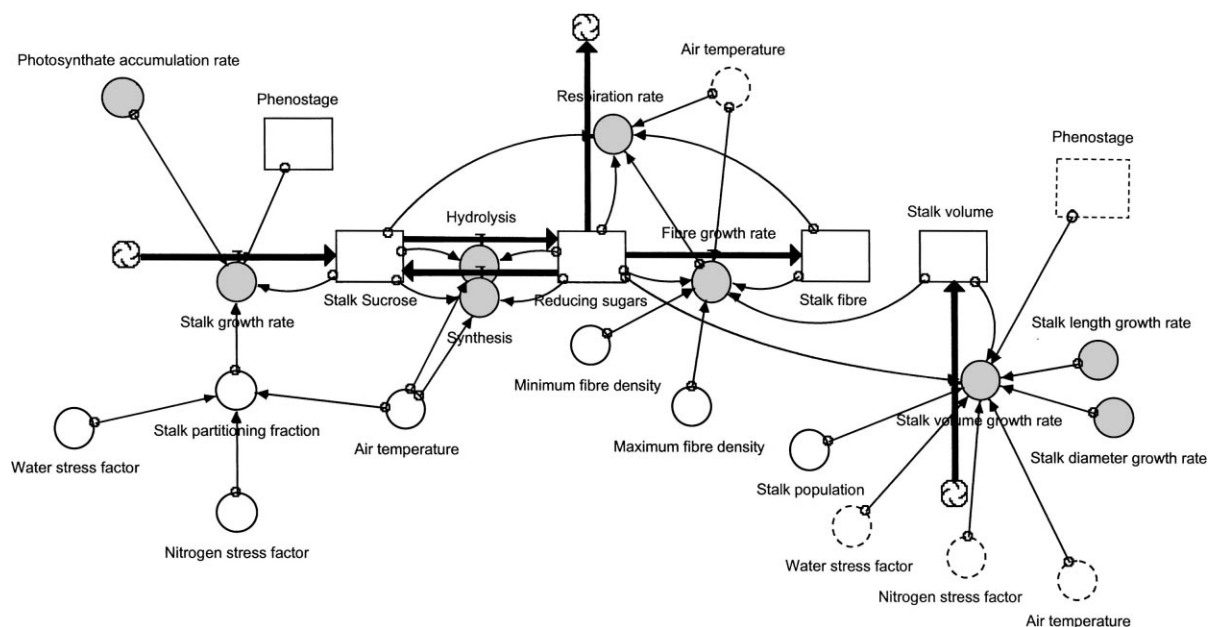 Air temperature
Photosynthate accumulation rate
Phenostage
Respiration rate
Phenostage
Hydrolysis
Fibre growth rate
Stalk volume
Stalk Sucrose
Reducing sugars
Stalk fibre
Stalk growth rate
Synthesis
Stalk length growth rate
Minimum fibre density
Stalk volume growth rate
Stalk partitioning fraction
Air temperature
Maximum fibre density
Stalk diameter growth rate
Water stress factor
Stalk population
Nitrogen stress factor
Water stress factor
Nitrogen stress factor
Air temperature